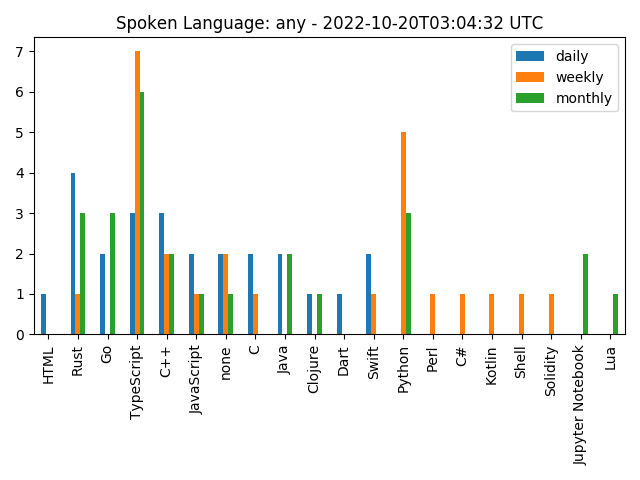 Spoken Language: any - 2022-10-20T03:04:32 UTC
daily
weekly
monthly
7
6
5
4
3
2
1
0
HTML
Rust
Go
TypeScript
C++
JavaScript
none
C
Java
Clojure
Dart
Swift
Python
Perl
C#
Kotlin
Shell
Solidity
Jupyter Notebook
Lua